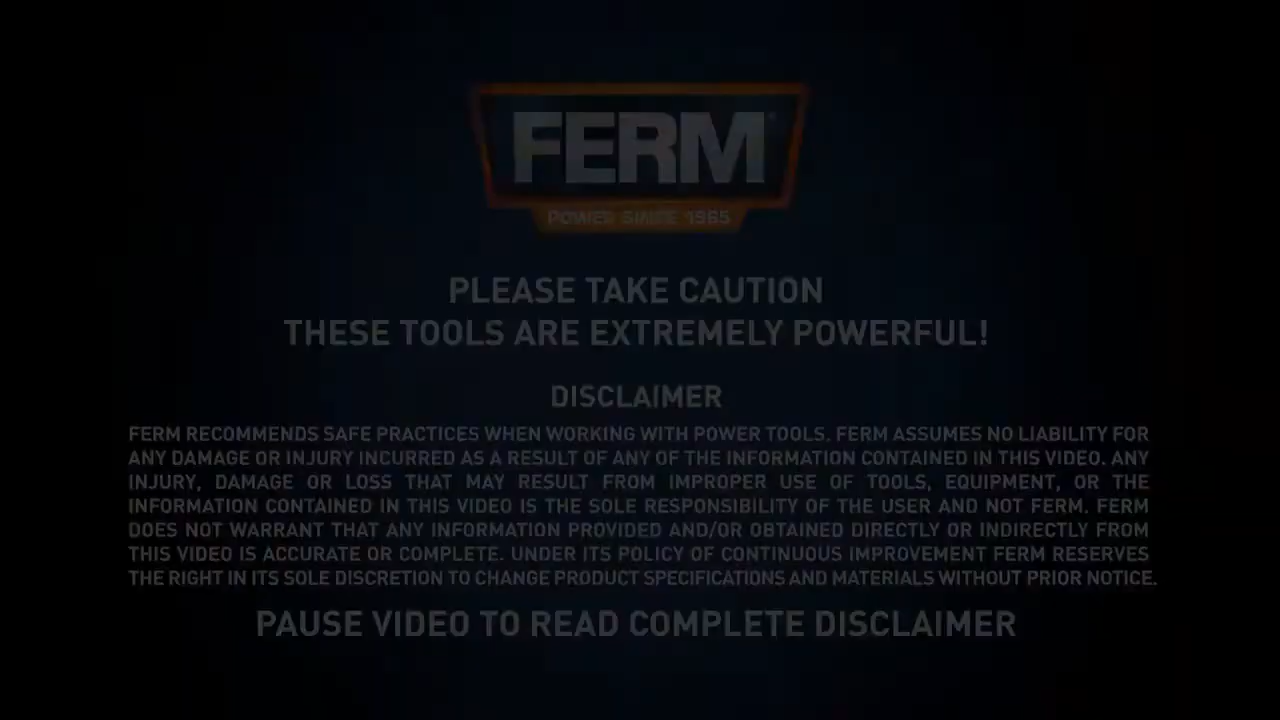 FERM
POWER SINCE 1965
PLEASE TAKE CAUTION
THESE TOOLS ARE EXTREMELY POWERFUL!
DISCLAIMER
FERM RECOMMENDS SAFE PRACTICES WHEN WORKING WITH POWER TOOLS. FERM ASSUMES NO LIABILITY FOR
ANY DAMAGE OR INJURY INCURRED AS A RESULT OF ANY OF THE INFORMATION CONTAINED IN THIS VIDEO. ANY
INJURY, DAMAGE OR LOSS THAT MAY RESULT FROM IMPROPER USE OF TOOLS, EQUIPMENT, OR THE
INFORMATION CONTAINED IN THIS VIDEO IS THE SOLE RESPONSIBILITY OF THE USER AND NOT FERM. FERM
DOES NOT WARRANT THAT ANY INFORMATION PROVIDED AND/OR OBTAINED DIRECTLY OR INDIRECTLY FROM
THIS VIDEO IS ACCURATE OR COMPLETE. UNDER ITS POLICY OF CONTINUOUS IMPROVEMENT FERM RESERVES
THE RIGHT IN ITS SOLE DISCRETION TO CHANGE PRODUCT SPECIFICATIONS AND MATERIALS WITHOUT PRIOR NOTICE.
PAUSE VIDEO TO READ COMPLETE DISCLAIMER